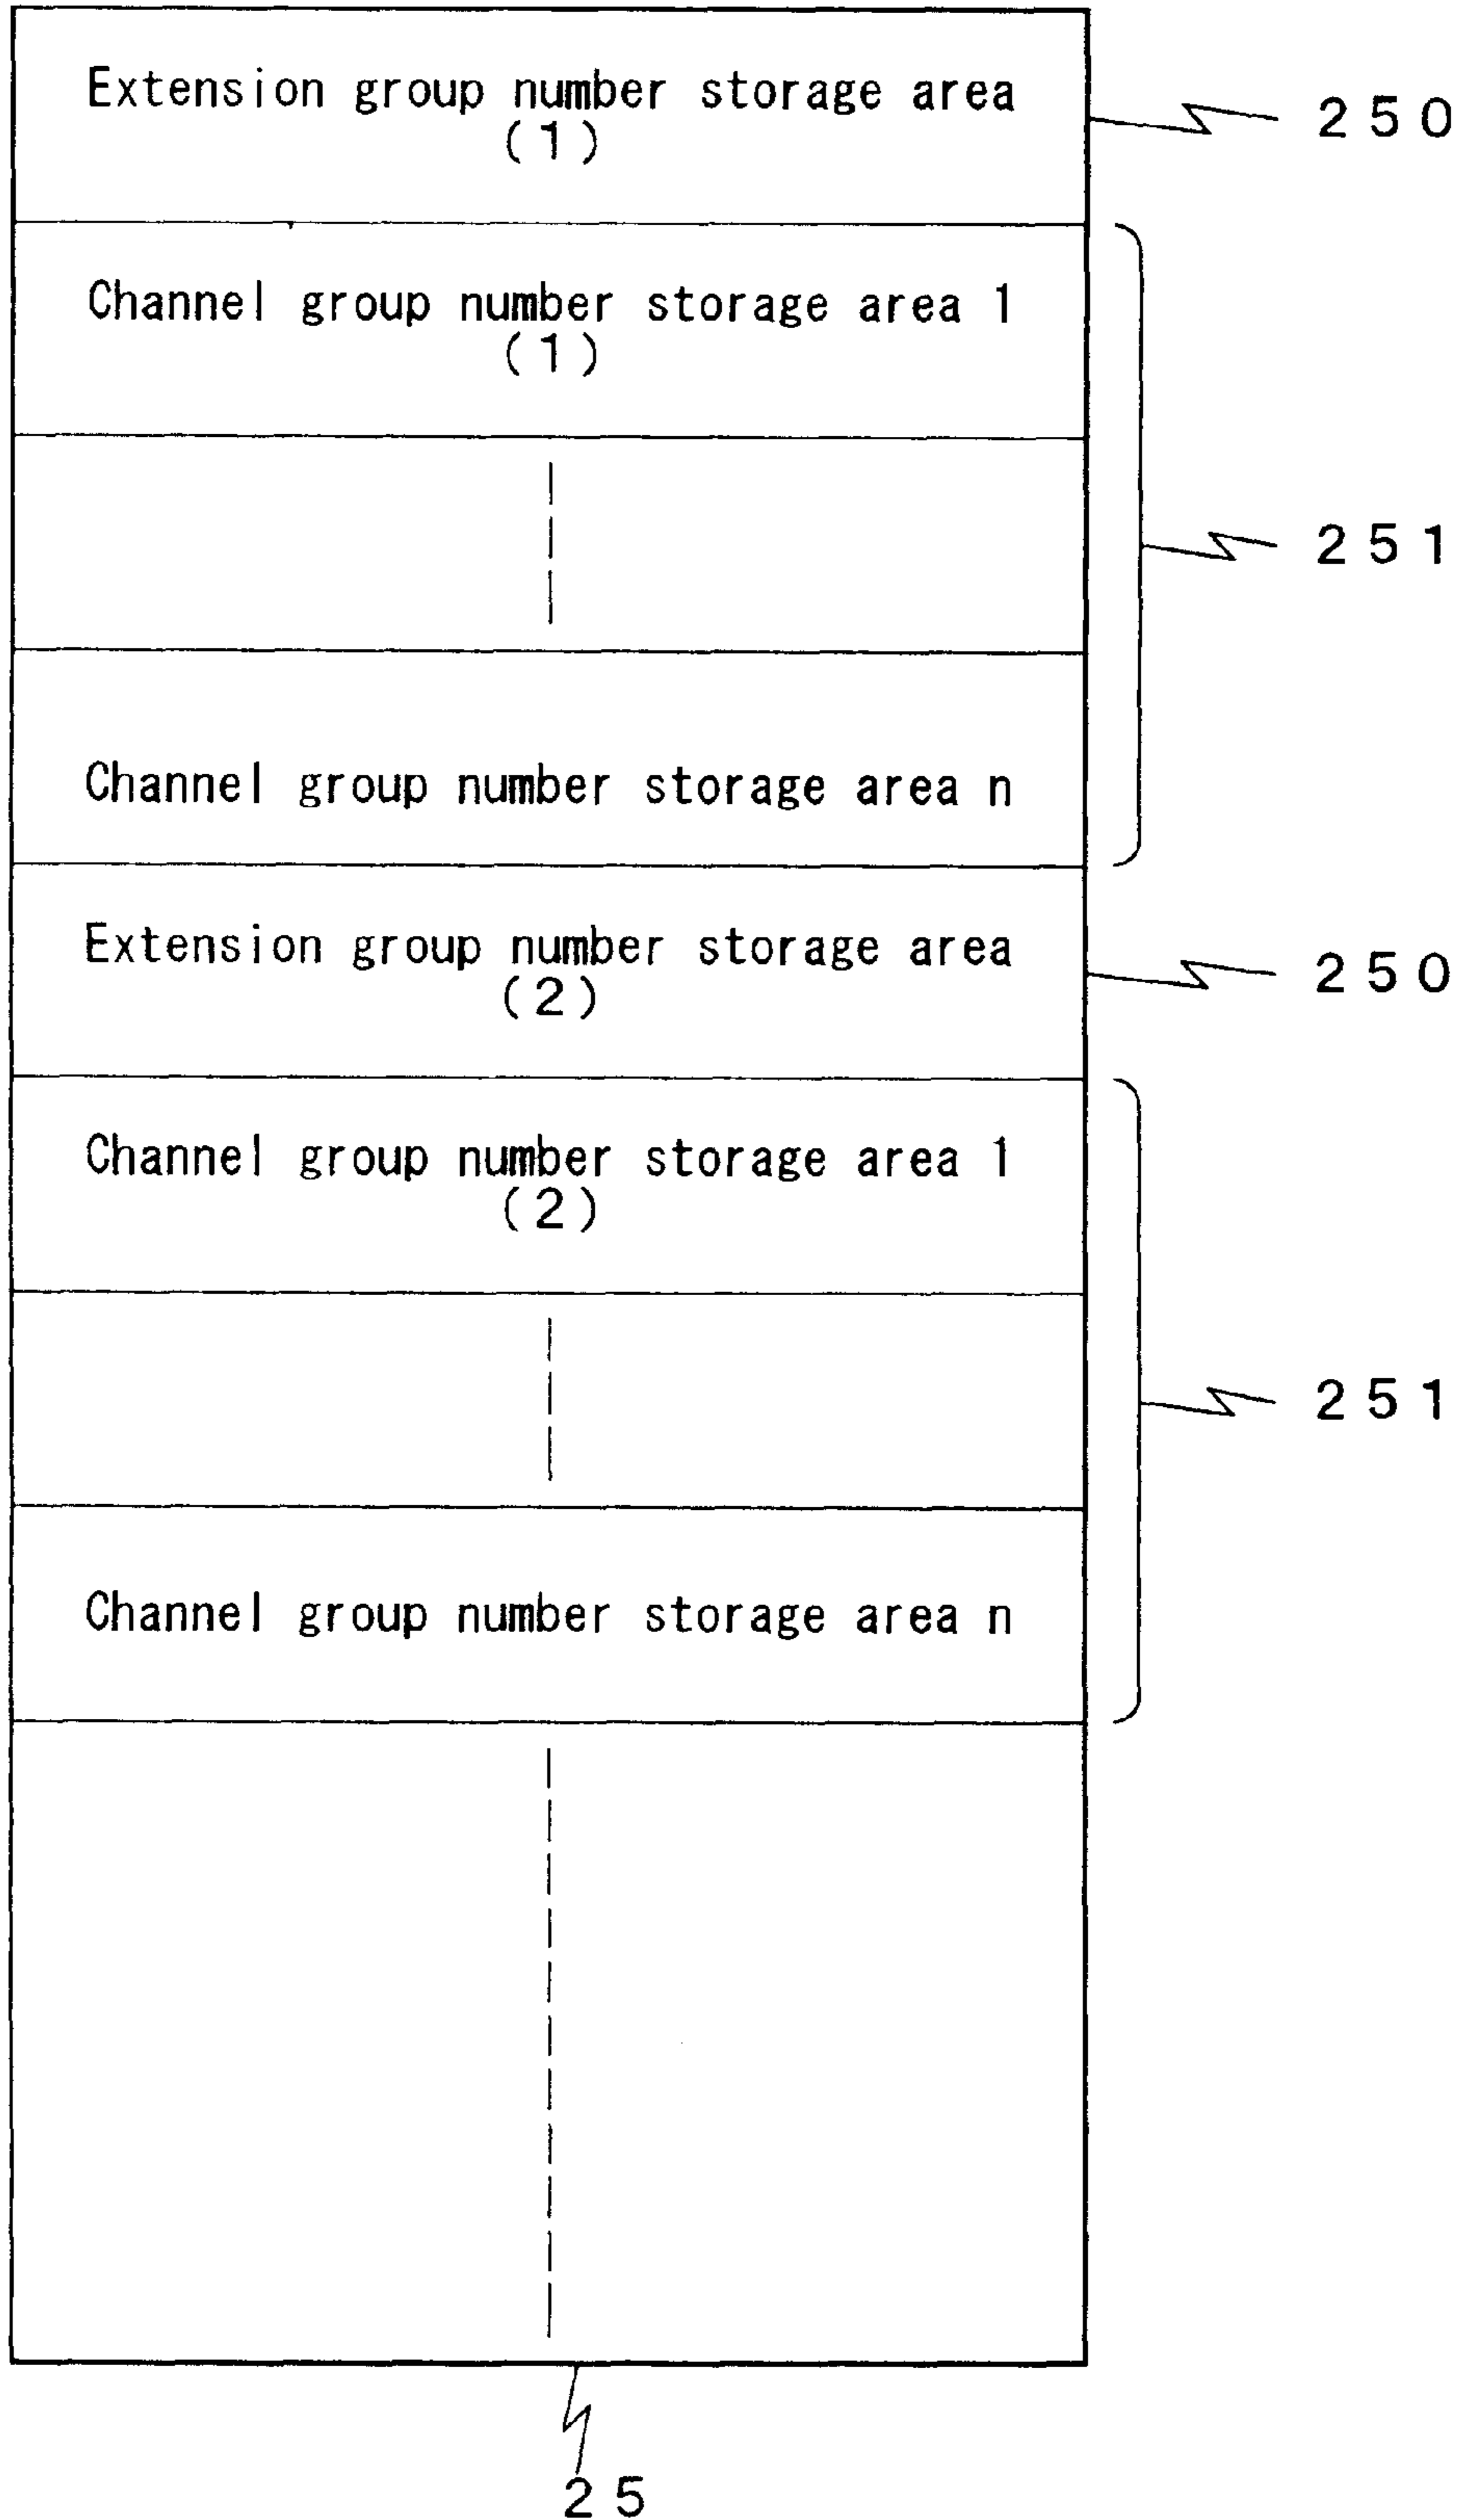 Extension group number storage area
(1)
250
Channel group number storage area 1
(1)
251
Channel group number storage area n
Extension group number storage area
(2)
250
Channel group number storage area 1
(2)
251
Channel group number storage area n
25